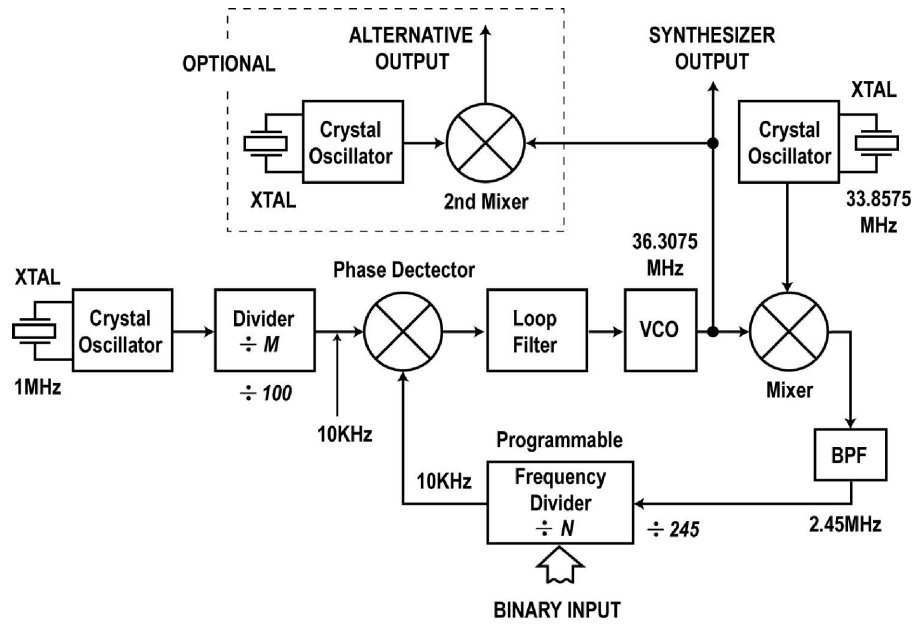 ALTERNATIVE
OUTPUT
SYNTHESIZER
OUTPUT
OPTIONAL
XTAL
Crystal
Oscillator
XTAL
2nd Mixer
Crystal
Oscillator
33.8575
MHz
36.3075
MHz
XTAL
Crystal
Oscillator
1MHz
Divider
÷ M
÷ 100
10KHz
Phase Dectector
Loop
Filter
VCO
Mixer
BPF
2.45MHz
Programmable
Frequency
Divider
÷ N
÷ 245
10KHz
BINARY INPUT